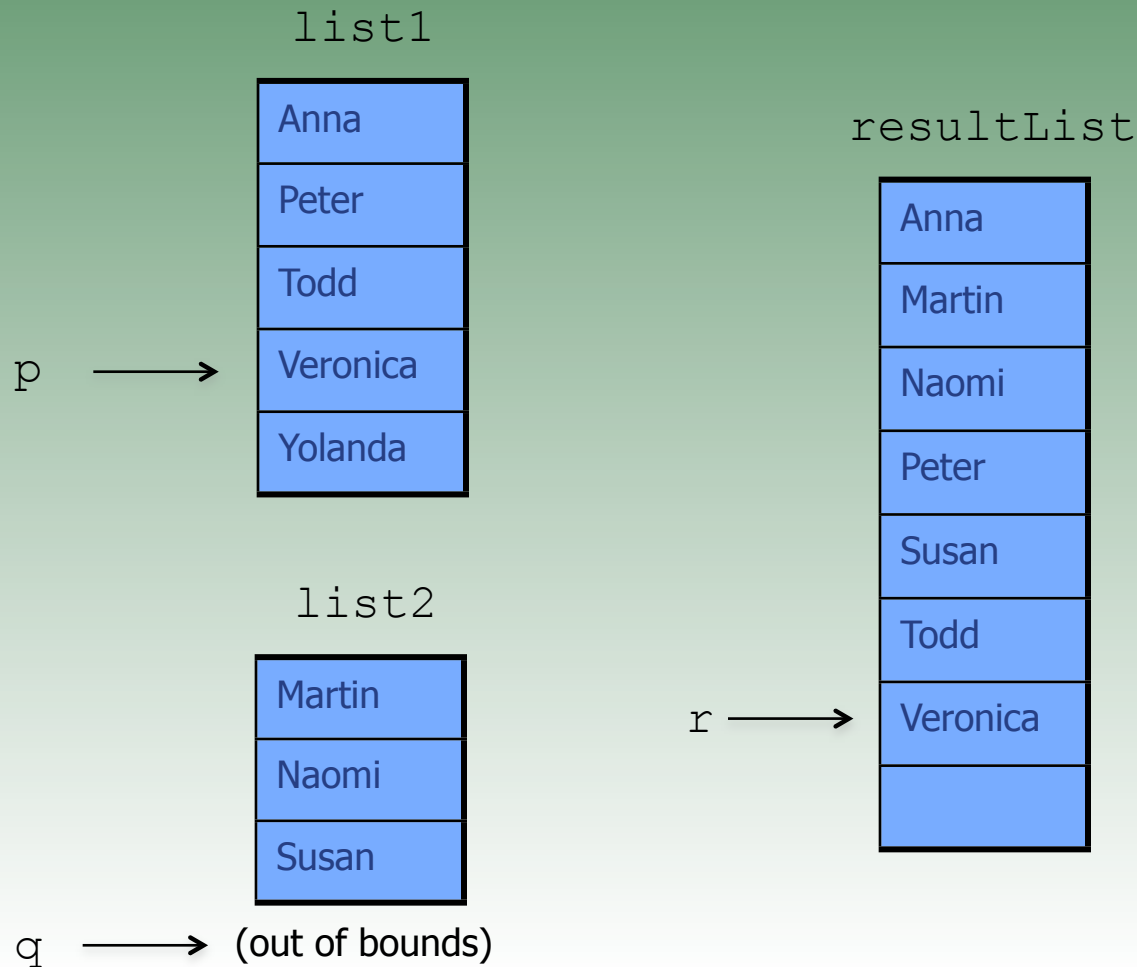 list1
Anna
Peter
Todd
p
Veronica
Yolanda
list2
Martin
Naomi
Susan
q
(out of bounds)
resultList
Anna
Martin
Naomi
Peter
Susan
Todd
r
Veronica